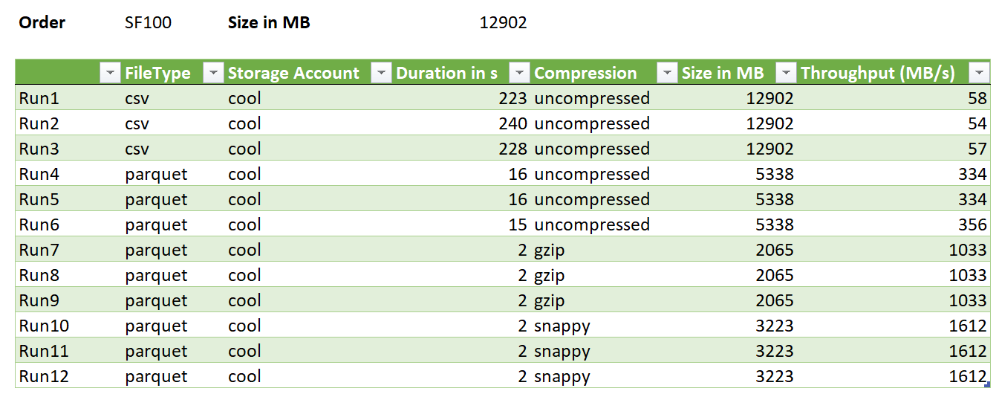 Order SF100 Size in MB 12902
FileType Storage Account Duration in s Compression Size in MB Throughput (MB/s)
Run1 csv cool 223 uncompressed 12902 58
Run2 csv cool 240 uncompressed 12902 54
Run3 csv cool 228 uncompressed 12902 57
Run4 parquet cool 16 uncompressed 5338 334
Run5 parquet cool 16 uncompressed 5338 334
Run6 parquet cool 15 uncompressed 5338 356
Run7 parquet cool 2 gzip 2065 1033
Run8 parquet cool 2 gzip 2065 1033
Run9 parquet cool 2 gzip 2065 1033
Run10 parquet cool 2 snappy 3223 1612
Run11 parquet cool 2 snappy 3223 1612
Run12 parquet cool 2 snappy 3223 1612